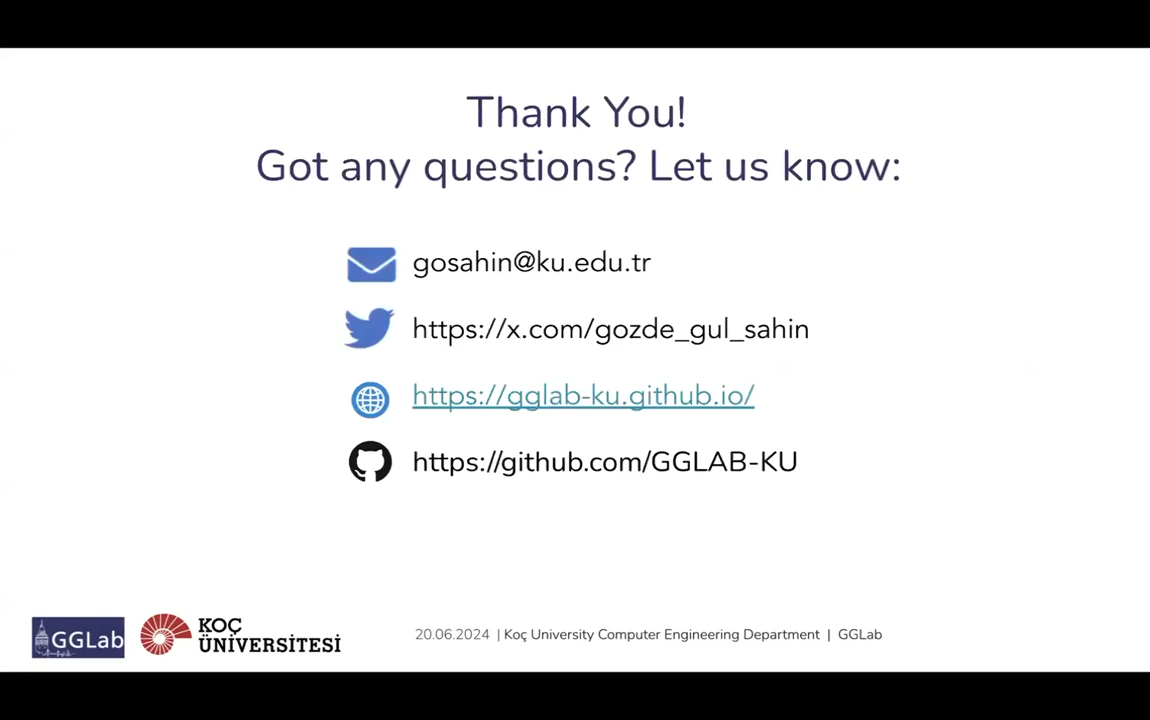 Thank You!
Got any questions? Let us know:
gosahin@ku.edu.tr
https://x.com/gozde_gul_sahin
https://gglab-ku.github.io/
https://github.com/GGLAB-KU
GGLab
KOÇ
ÜNİVERSİTESİ
20.06.2024 | Koç University Computer Engineering Department | GGLab